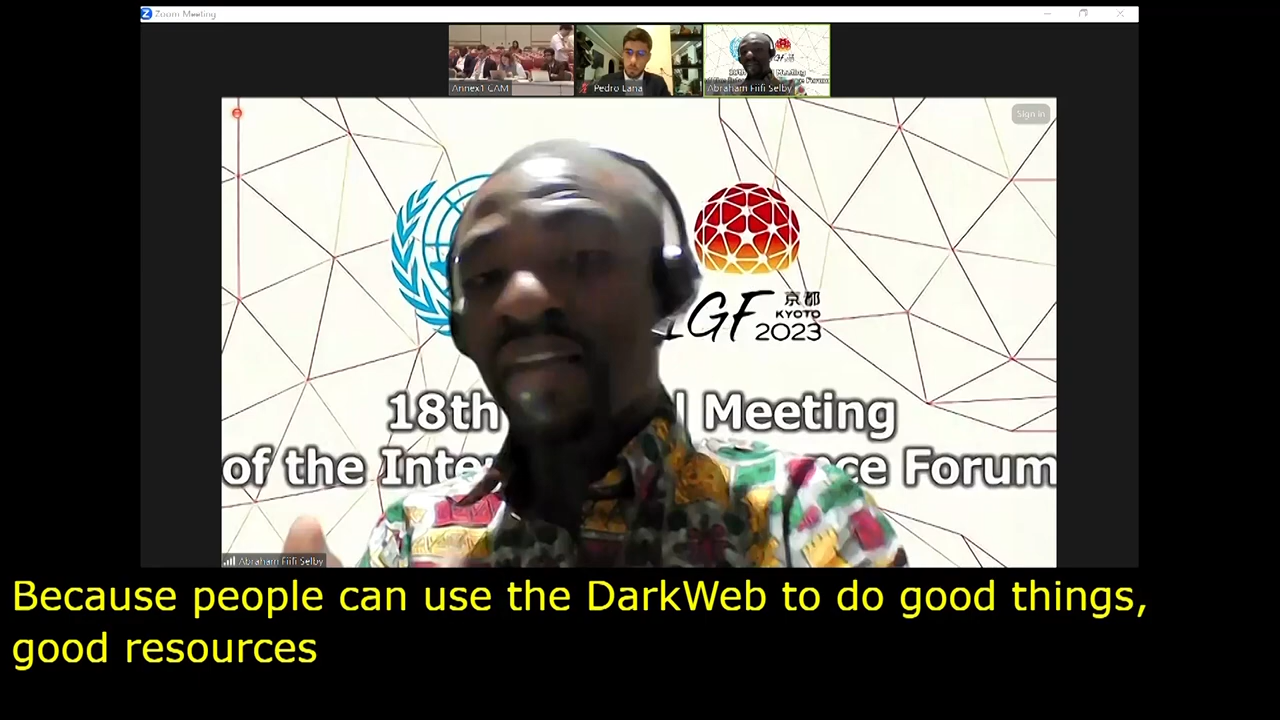 Zoom Meeting
Annex1 CAM
Pedro Lana
Abraham Fiifi Selby
Sign in
IGF 京都
KYOTO
2023
18th l Meeting
of the Inte ce Forum
Abraham Fiifi Selby
Because people can use the DarkWeb to do good things,
good resources